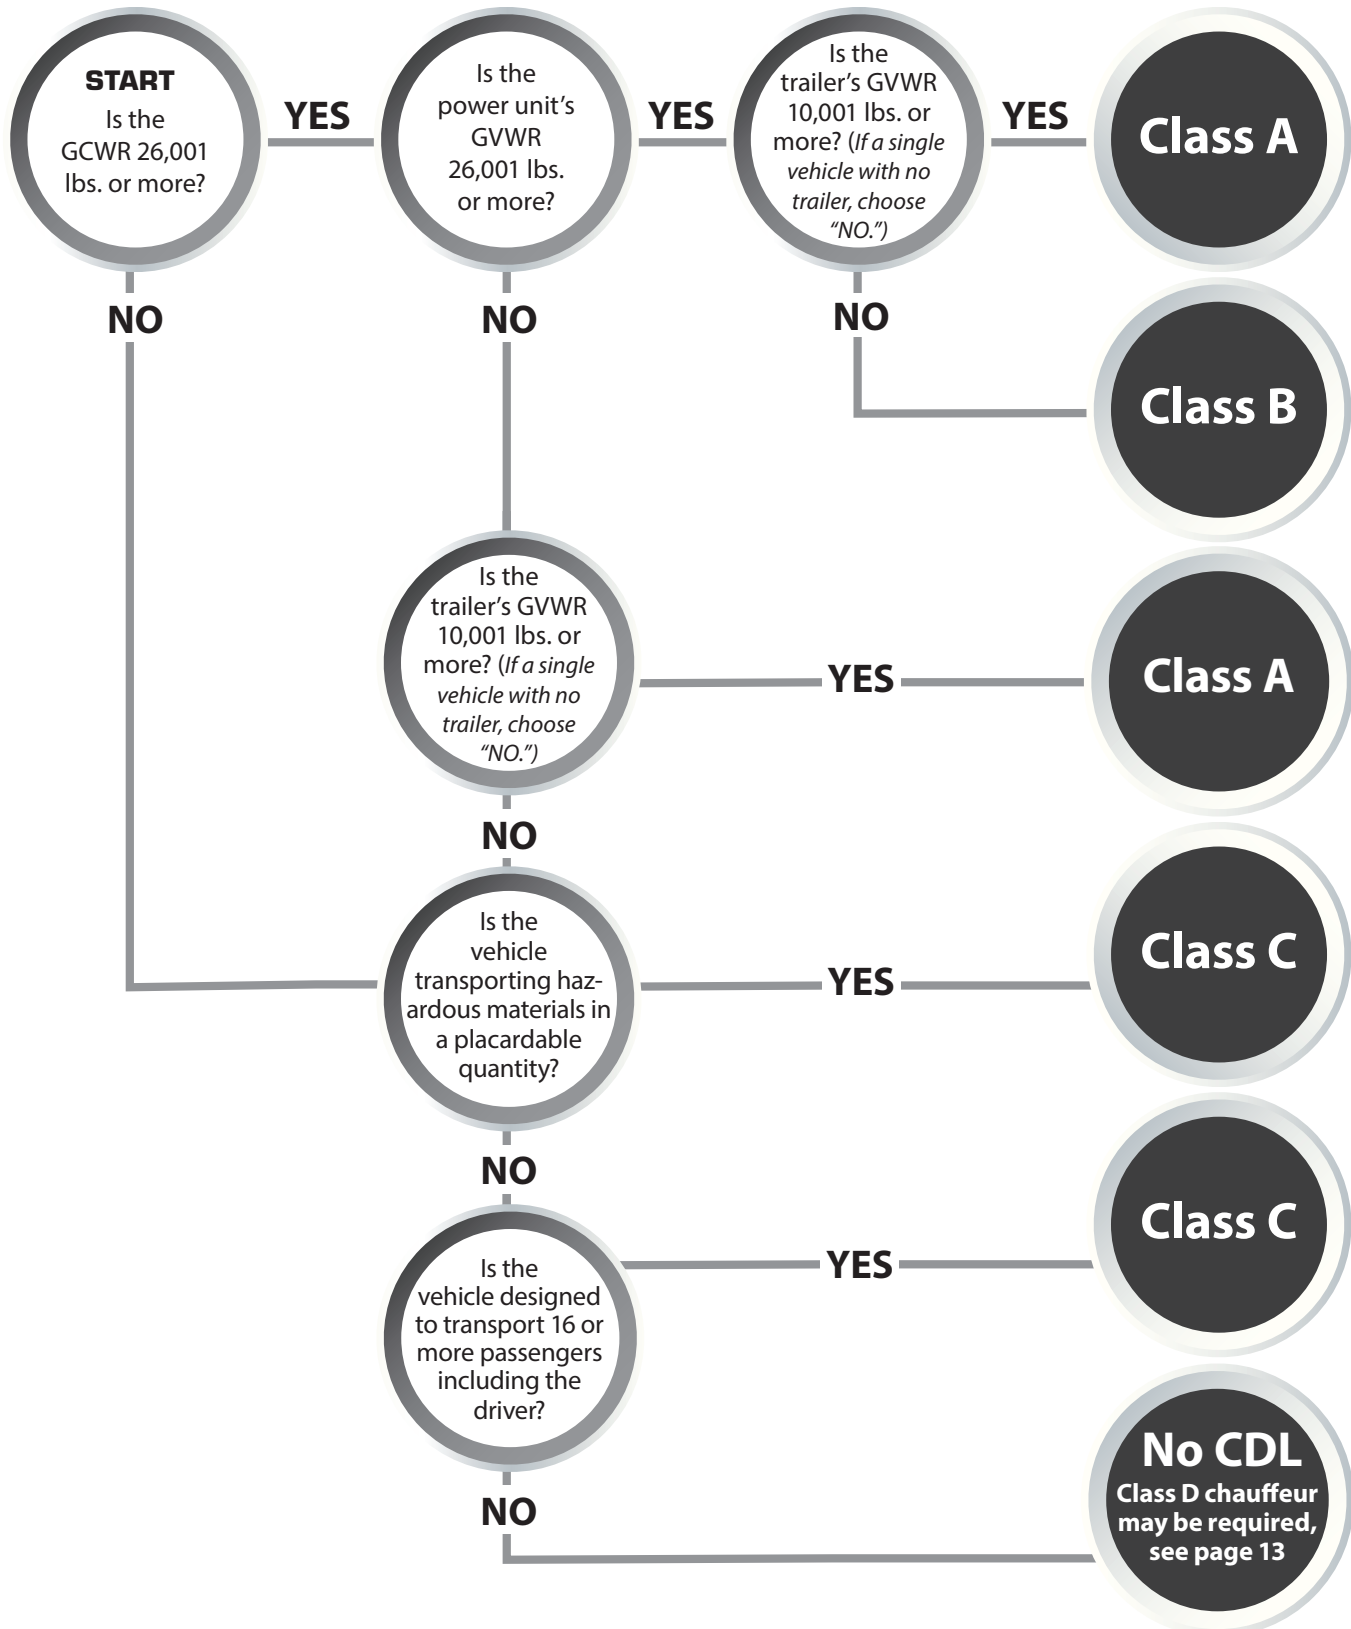 START
Is the
GCWR 26,001
lbs. or more?
YES
Is the
power unit's
GVWR
26,001 lbs.
or more?
YES
Is the
trailer's GVWR
10,001 lbs. or
more? (If a single
vehicle with no
trailer, choose
“NO.”)
YES
Class A
NO
NO
NO
Class B
Is the
trailer's GVWR
10,001 lbs. or
more? (If a single
vehicle with no
trailer, choose
“NO.”)
YES
Class A
NO
Is the
vehicle
transporting haz-
ardous materials in
a placardable
quantity?
YES
Class C
NO
Is the
vehicle designed
to transport 16 or
more passengers
including the
driver?
YES
Class C
NO
No CDL
Class D chauffeur
may be required,
see page 13